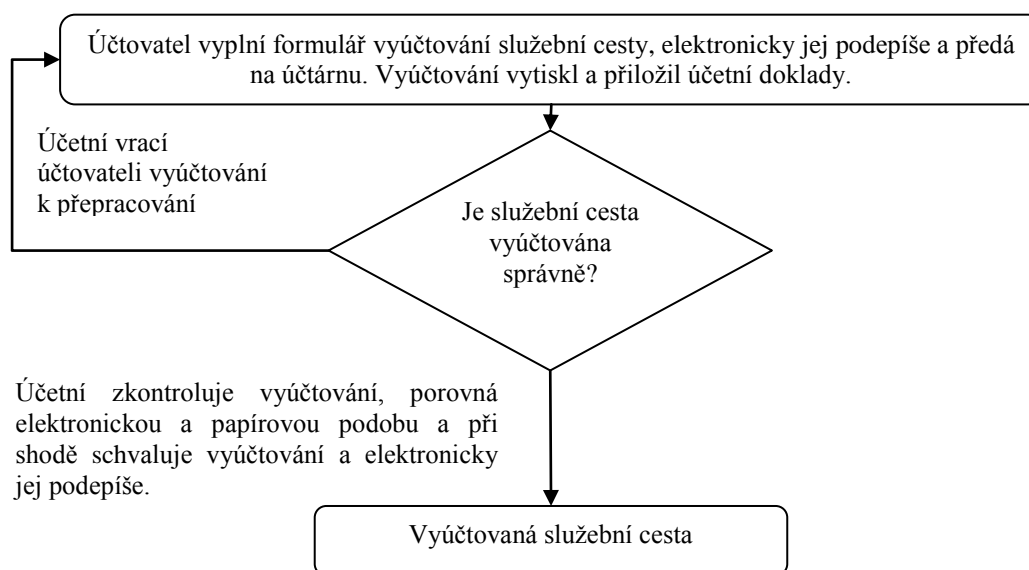 Účtovatel vyplní formulář vyúčtování služební cesty, elektronicky jej podepíše a předá
na účtárnu. Vyúčtování vytiskl a přiložil účetní doklady.
Účetní vrací
účtovateli vyúčtování
k přepracování
Je služební cesta
vyúčtována
správně?
Účetní zkontroluje vyúčtování, porovná
elektronickou a papírovou podobu a při
shodě schvaluje vyúčtování a elektronicky
jej podepíše.
Vyúčtovaná služební cesta